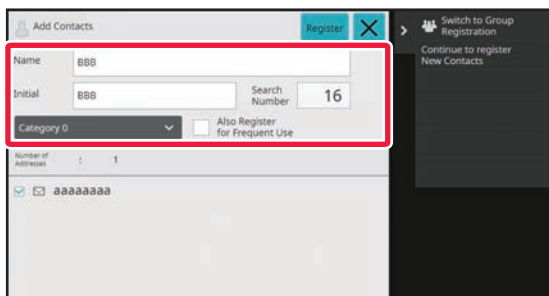 Add Contacts
Register
Switch to Group
Registration
Continue to register
New Contacts
Name
BBB
Initial
BBB
Search
Number
16
Category 0
Also Register
for Frequent Use
Number of
Addresses
:
1
aaaaaaaa